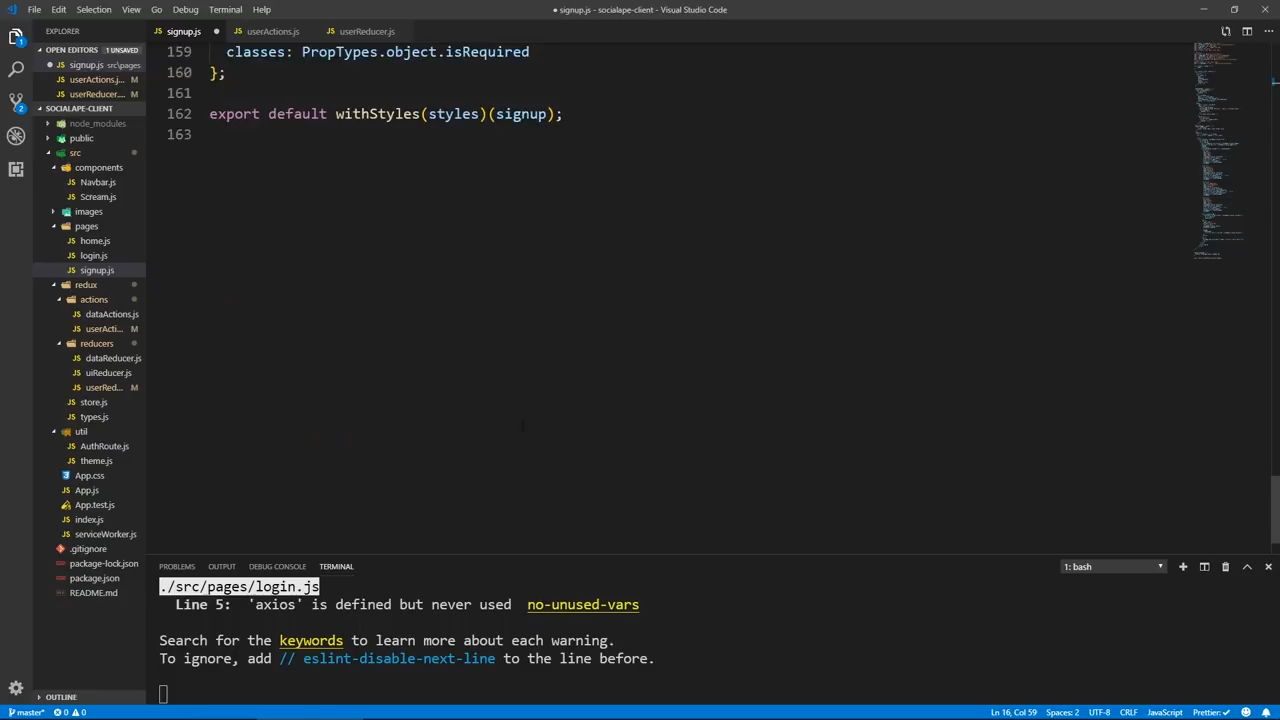 File Edit Selection View Go Debug Terminal Help
● signup.js - socialape-client - Visual Studio Code
EXPLORER
signup.js ● userActions.js userReducer.js
OPEN EDITORS 1 UNSAVED
● signup.js src\pages
userActions.j... M
userReducer.... M
SOCIALAPE-CLIENT
node_modules
public
src
components
Navbar.js
Scream.js
images
pages
home.js
login.js
signup.js
redux
actions
dataActions.js
userActi... M
reducers
dataReducer.js
uiReducer.js
userRed... M
store.js
types.js
util
AuthRoute.js
theme.js
App.css
App.js
App.test.js
index.js
serviceWorker.js
.gitignore
package-lock.json
package.json
README.md
OUTLINE
159 classes: PropTypes.object.isRequired
160 };
161
162 export default withStyles(styles)(signup);
163
PROBLEMS OUTPUT DEBUG CONSOLE TERMINAL
1: bash
./src/pages/login.js
Line 5: 'axios' is defined but never used no-unused-vars
Search for the keywords to learn more about each warning.
To ignore, add // eslint-disable-next-line to the line before.
master* 0 0
Ln 16, Col 59 Spaces: 2 UTF-8 CRLF JavaScript Prettier: ✓